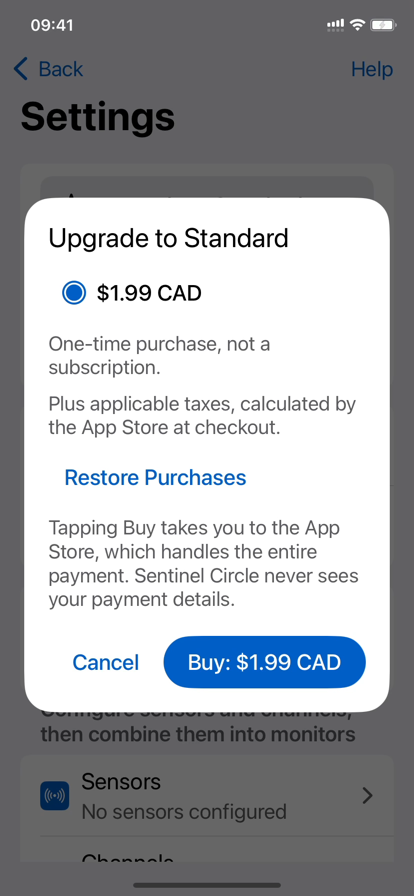 09:41
Back
Help
Settings
Upgrade to Standard
$1.99 CAD
One-time purchase, not a
subscription.
Plus applicable taxes, calculated by
the App Store at checkout.
Restore Purchases
Tapping Buy takes you to the App
Store, which handles the entire
payment. Sentinel Circle never sees
your payment details.
Cancel
Buy: $1.99 CAD
Configure sensors and channels,
then combine them into monitors
Sensors
No sensors configured
Channels